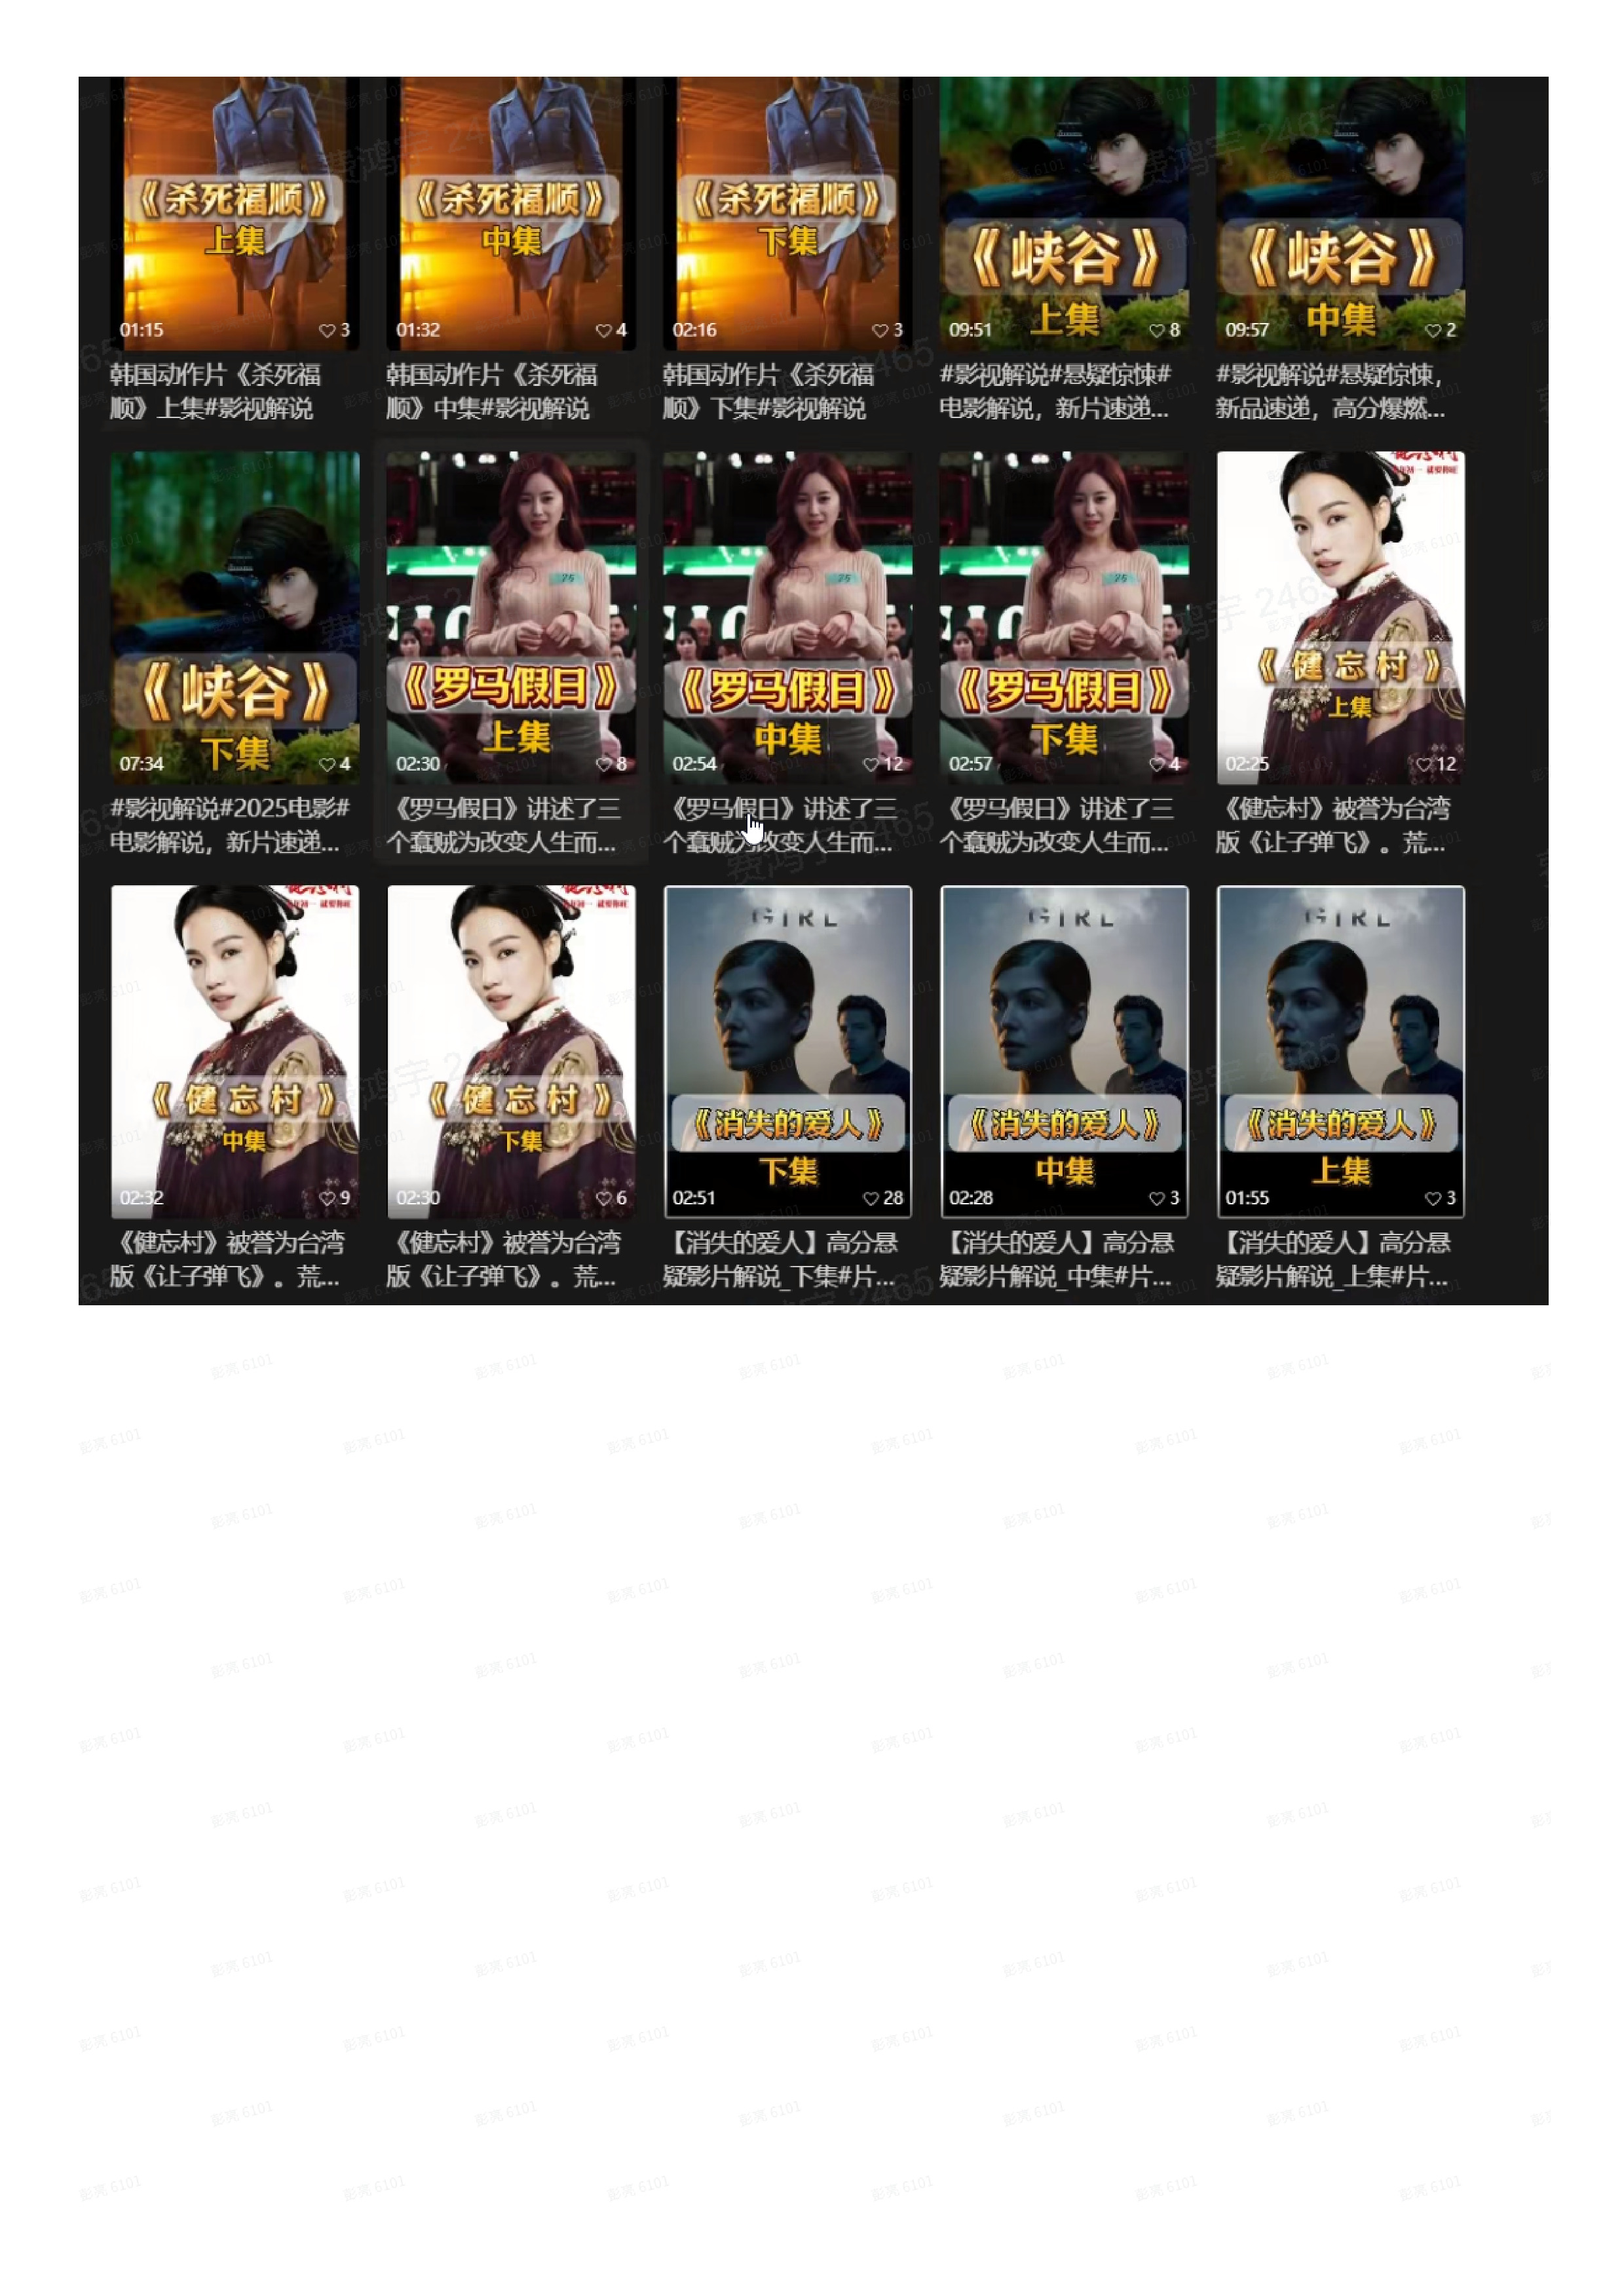 《杀死福顺》
上集
01:15
3
韩国动作片《杀死福
顺》上集#影视解说
《杀死福顺》
中集
01:32
4
韩国动作片《杀死福
顺》中集#影视解说
《杀死福顺》
下集
02:16
3
韩国动作片《杀死福
顺》下集#影视解说
《峡谷》
上集
09:51
8
#影视解说#悬疑惊悚#
电影解说，新片速递...
《峡谷》
中集
09:57
2
#影视解说#悬疑惊悚，
新品速递，高分爆燃...
《峡谷》
下集
07:34
4
#影视解说#2025电影#
电影解说，新片速递...
26
《罗马假日》
上集
02:30
8
《罗马假日》讲述了三
个蠢贼为改变人生而...
26
《罗马假日》
中集
02:54
12
《罗马假日》讲述了三
个蠢贼为改变人生而...
26
《罗马假日》
下集
02:57
4
《罗马假日》讲述了三
个蠢贼为改变人生而...
《健忘村》
上集
02:25
12
《健忘村》被誉为台湾
版《让子弹飞》。荒...
《健忘村》
中集
02:32
9
《健忘村》被誉为台湾
版《让子弹飞》。荒...
《健忘村》
下集
02:30
6
《健忘村》被誉为台湾
版《让子弹飞》。荒...
GIRL
《消失的爱人》
下集
02:51
28
【消失的爱人】高分悬
疑影片解说_下集#片...
GIRL
《消失的爱人》
中集
02:28
3
【消失的爱人】高分悬
疑影片解说_中集#片...
GIRL
《消失的爱人》
上集
01:55
3
【消失的爱人】高分悬
疑影片解说_上集#片...
费鸿宇 2465
彭亮 6101